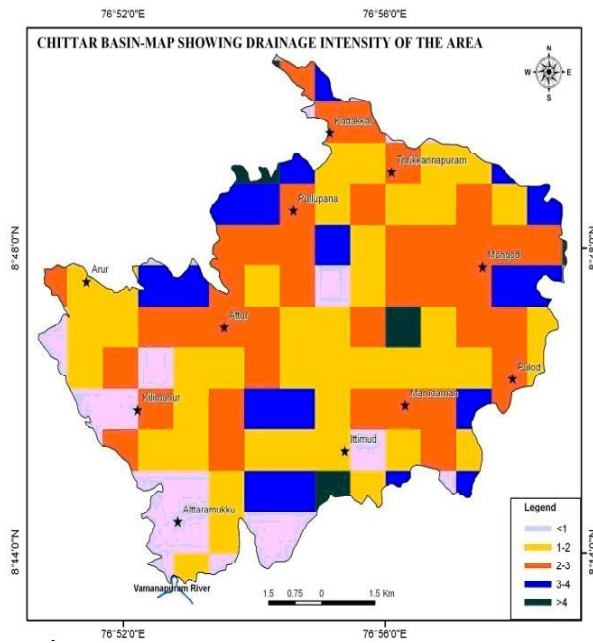 76°52'0"E 76°56'0"E
CHITTAR BASIN-MAP SHOWING DRAINAGE INTENSITY OF THE AREA
N
W E
S
Kadakkal
Trifikkannapuram
Pullupana
8°48'0"N 8°48'0"N
Mangod
Arur
Attur
Pulod
Kilimanur
Marudaman
Ittimud
Alttaramukku
Legend
<1
1-2
2-3
3-4
>4
8°44'0"N 8°44'0"N
Vamanapuram River
1.5 0.75 0 1.5 Km
76°52'0"E 76°56'0"E